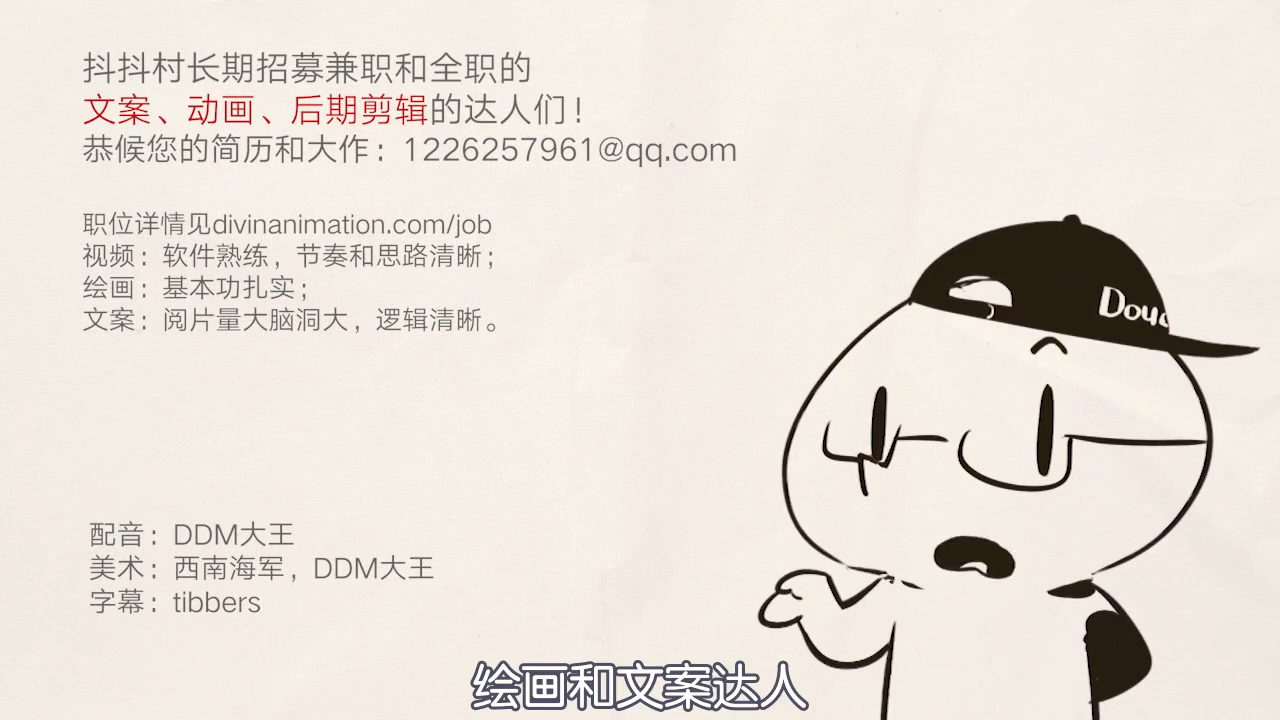 抖抖村长期招募兼职和全职的
文案、动画、后期剪辑的达人们！
恭候您的简历和大作：1226257961@qq.com
职位详情见divinanimation.com/job
视频：软件熟练，节奏和思路清晰；
绘画：基本功扎实；
文案：阅片量大脑洞大，逻辑清晰。
Douc
配音：DDM大王
美术：西南海军，DDM大王
字幕：tibbers
绘画和文案达人